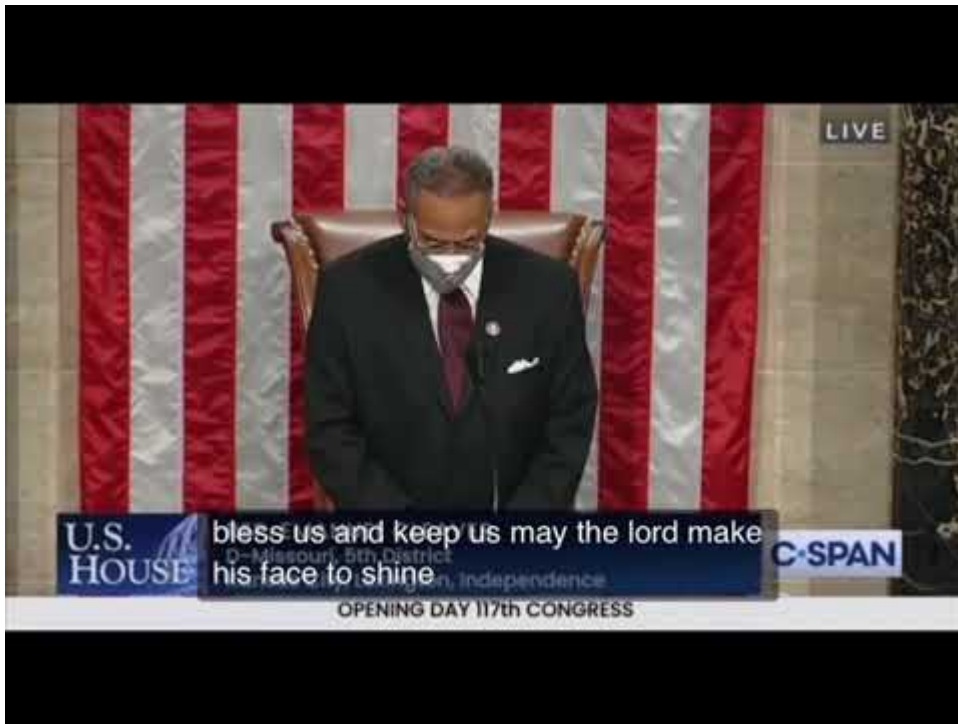 LIVE
U.S.
HOUSE
bless us and keep us may the lord make
D-Missouri, 5th District
his face to shine
Independence
C-SPAN
OPENING DAY 117th CONGRESS